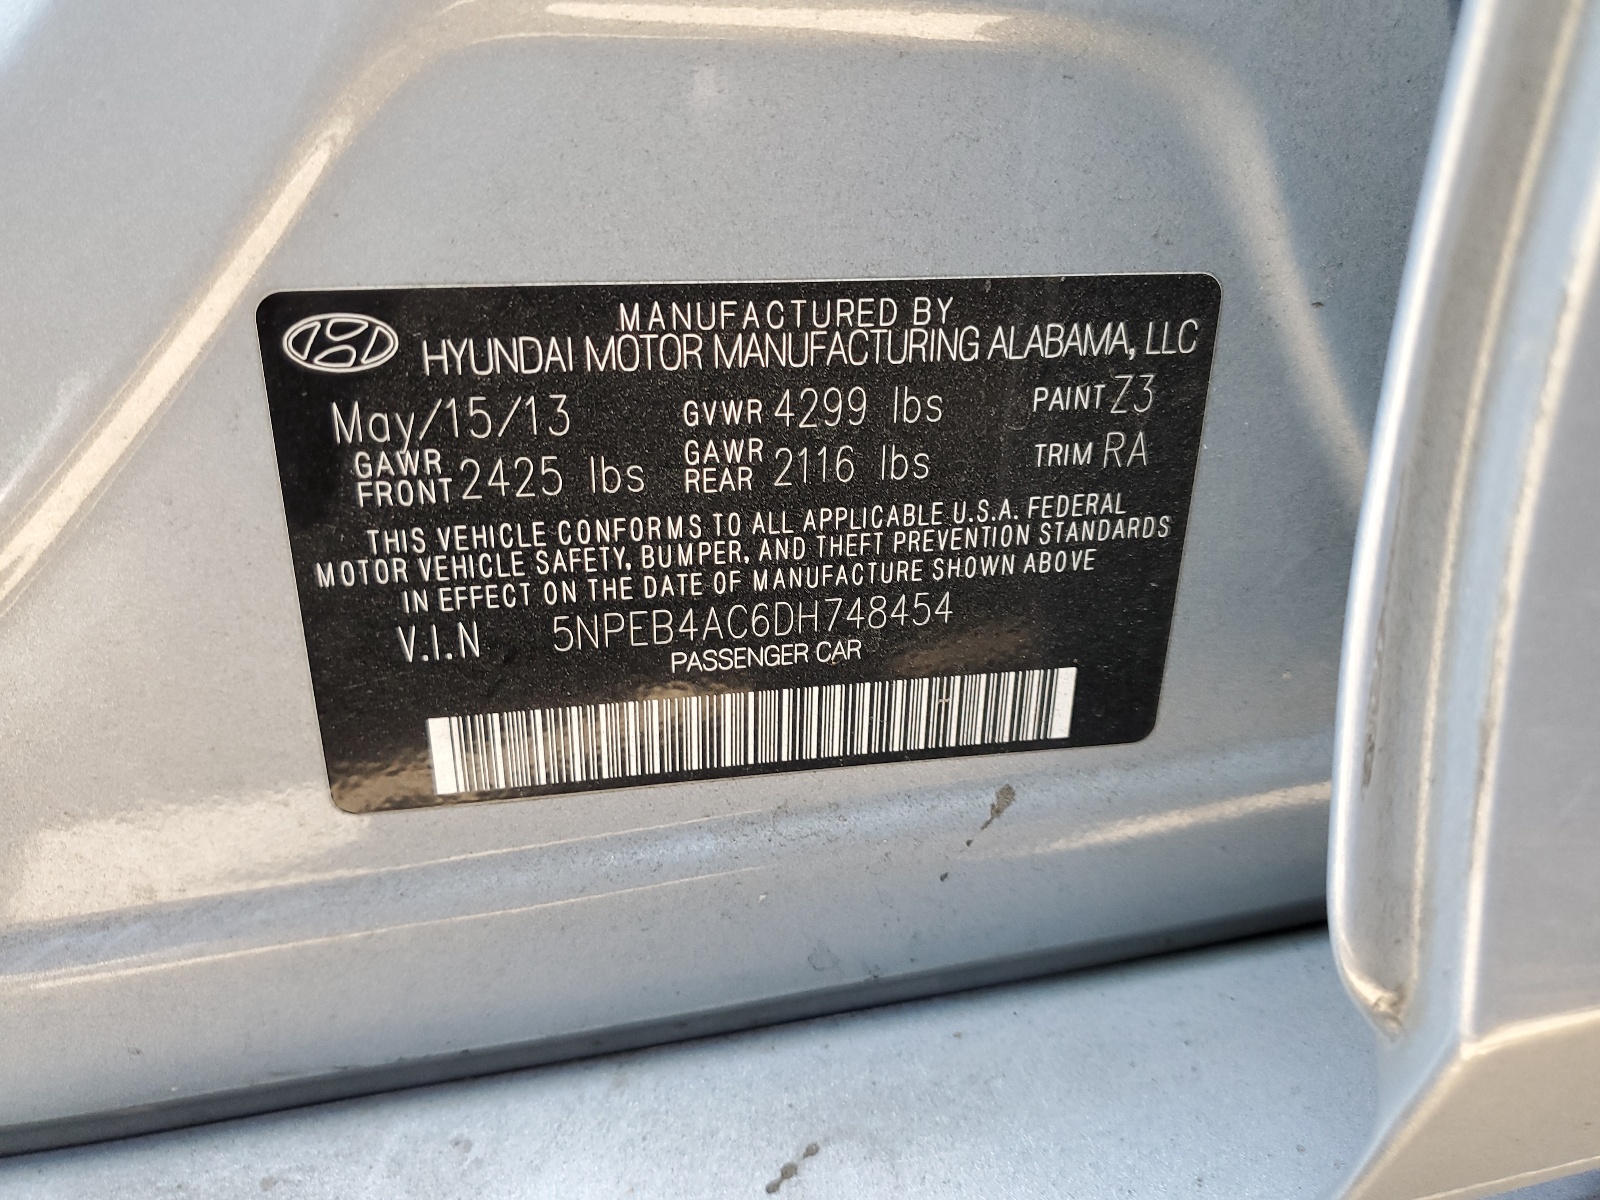 MANUFACTURED BY
HYUNDAI MOTOR MANUFACTURING ALABAMA, LLC
May/15/13 GVWR 4299 lbs PAINT Z3
GAWR FRONT 2425 lbs GAWR REAR 2116 lbs TRIM RA
THIS VEHICLE CONFORMS TO ALL APPLICABLE U.S.A. FEDERAL
MOTOR VEHICLE SAFETY, BUMPER, AND THEFT PREVENTION STANDARDS
IN EFFECT ON THE DATE OF MANUFACTURE SHOWN ABOVE
V.I.N 5NPEB4AC6DH748454
PASSENGER CAR